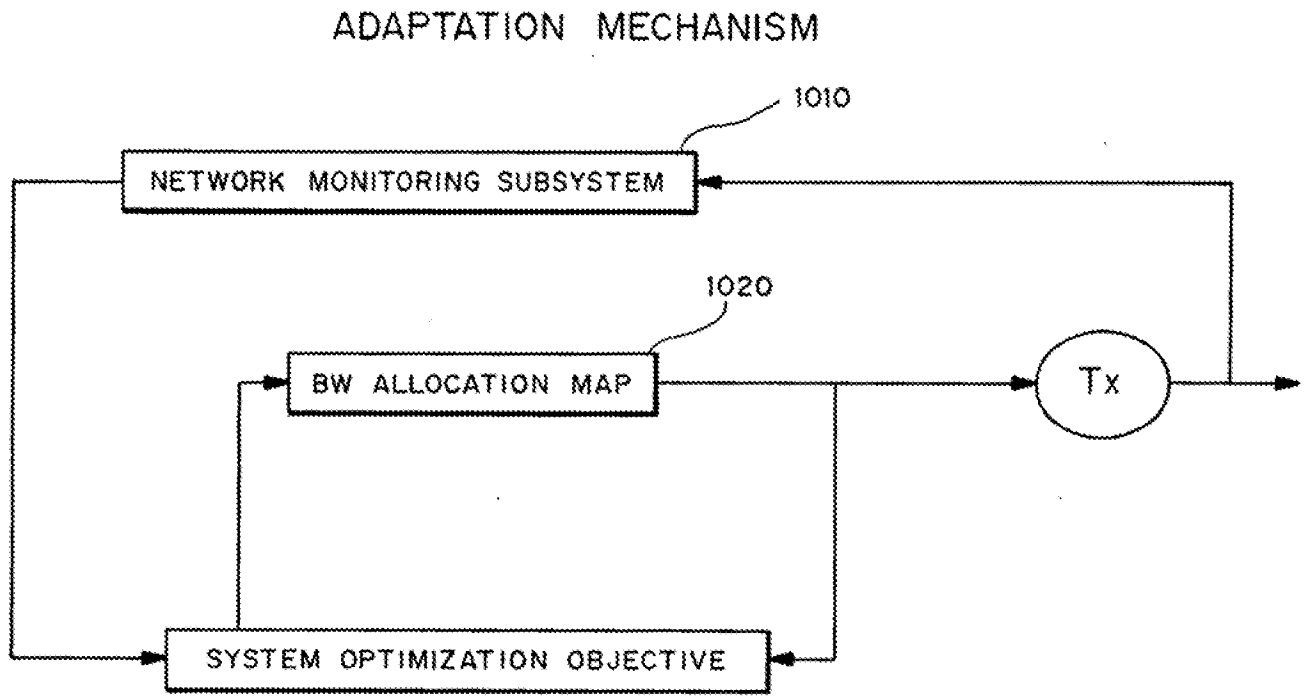 ADAPTATION MECHANISM
1010
NETWORK MONITORING SUBSYSTEM
1020
BW ALLOCATION MAP
Tx
SYSTEM OPTIMIZATION OBJECTIVE